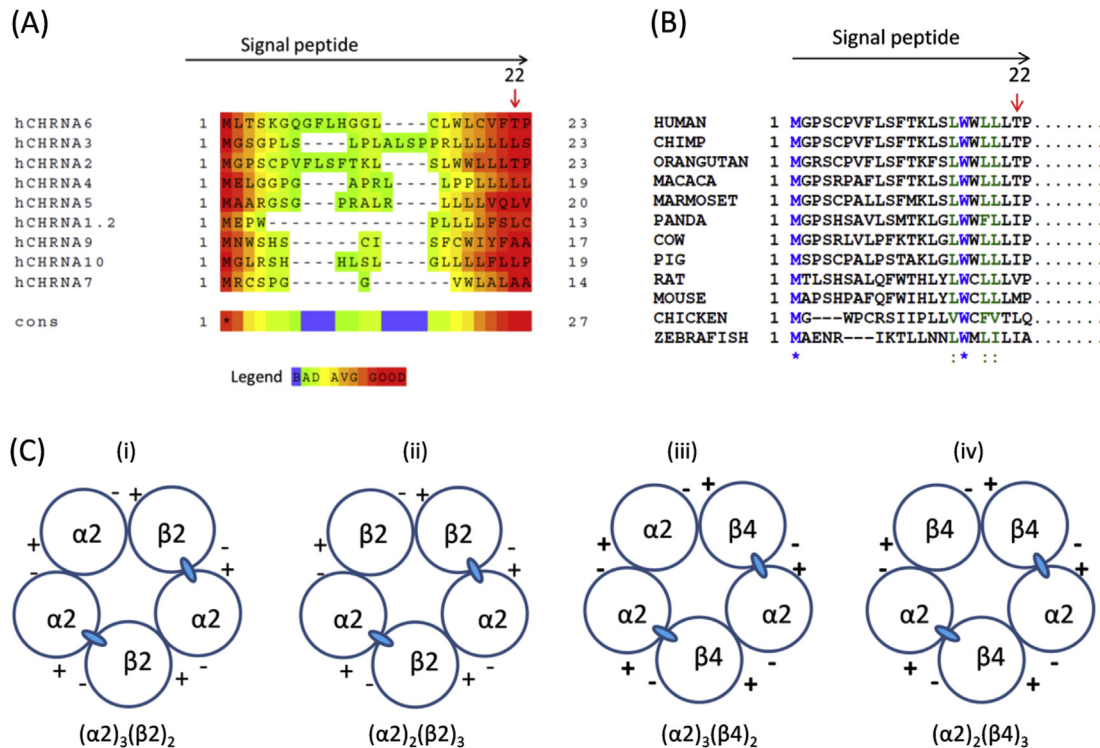 (A)
Signal peptide
22
hCHRNA6 1 MLTSKGQGFLHGGL----CLWLCVFTP 23
hCHRNA3 1 MGSGPLS----LPLALSPPRLLLLLLS 23
hCHRNA2 1 MGPSCPVFLSFTKL----SLWWLLLTP 23
hCHRNA4 1 MELGGPG----APRL----LPPLLLLL 19
hCHRNA5 1 MAARGSG---PRALR----LLLLVQLV 20
hCHRNA1.2 1 MEPW--------------PLLLLFSLC 13
hCHRNA9 1 MNWSHS------CI----SFCWIYFAA 17
hCHRNA10 1 MGLRSH----HLSL----GLLLLFLLP 19
hCHRNA7 1 MRCSPG------G-------VWLALAA 14
cons 1 * 27
Legend BAD AVG GOOD
(B)
Signal peptide
22
HUMAN 1 MGPSCPVFLSFTKLSLWWLLLTP.......
CHIMP 1 MGPSCPVFLSFTKLSLWWLLLTP.......
ORANGUTAN 1 MGRSCPVFLSFTKFSLWWLLLTP.......
MACACA 1 MGPSRPAFLSFTKLSLWWLLLTP.......
MARMOSET 1 MGPSRPAVLSFTKLGLWWLLLTP.......
PANDA 1 MGPSHSAVLSMTKLGLWWFLLIP.......
COW 1 MGPSRLVLPFKTKLGLWWLLLIP.......
PIG 1 MSPSCPALPSTAKLGLWWLLLIP.......
RAT 1 MTLSHSALQFWTHLYLWCLLLVP.......
MOUSE 1 MAPSHPAFQFWIHLYLWCLLLMP.......
CHICKEN 1 MG---WPCRSIIPLLVWCFVTLQ.......
ZEBRAFISH 1 MAENR---IKTLLNNLWMLILIA.......
* :* ::
(C)
(i) (ii) (iii) (iv)
- + - + - + - +
α2 β2 β2 β2 α2 β4 β4 β4
+ - + - + - + -
- + - + - + - +
α2 α2 α2 α2 α2 α2 α2 α2
β2 β2 β4 β4
+ - + - + - + -
- + - + - + - +
(α2)3(β2)2 (α2)2(β2)3 (α2)3(β4)2 (α2)2(β4)3